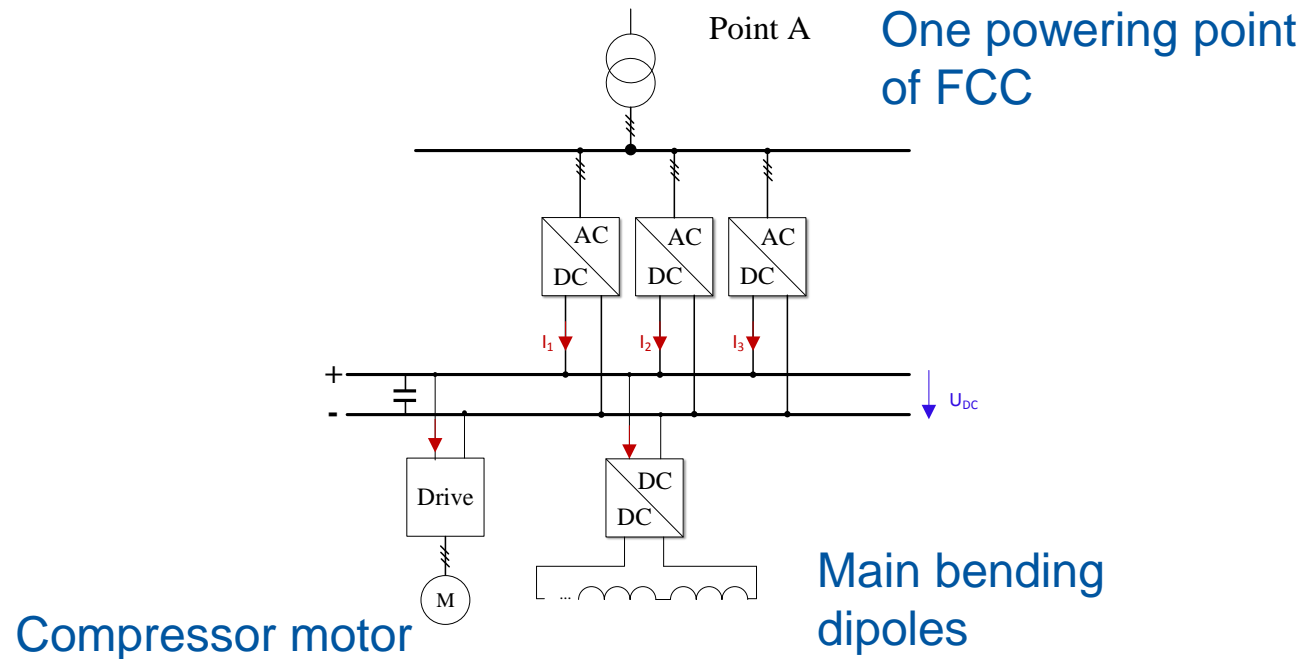 Point A
One powering point
of FCC
AC
DC
AC
DC
AC
DC
I₁
I₂
I₃
+
-
U_DC
Drive
DC
DC
...
M
Main bending
dipoles
Compressor motor